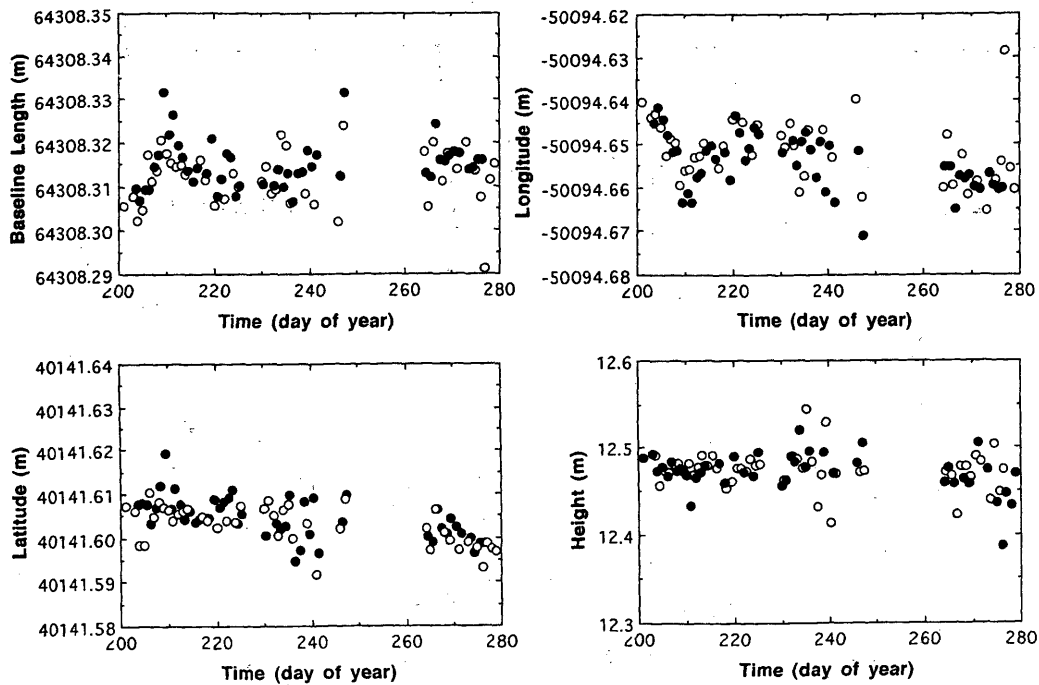 64308.35
64308.34
64308.33
64308.32
64308.31
64308.30
64308.29
Baseline Length (m)
200 220 240 260 280
Time (day of year)
-50094.62
-50094.63
-50094.64
-50094.65
-50094.66
-50094.67
-50094.68
Longitude (m)
200 220 240 260 280
Time (day of year)
40141.64
40141.63
40141.62
40141.61
40141.60
40141.59
40141.58
Latitude (m)
200 220 240 260 280
Time (day of year)
12.6
12.5
12.4
12.3
Height (m)
200 220 240 260 280
Time (day of year)